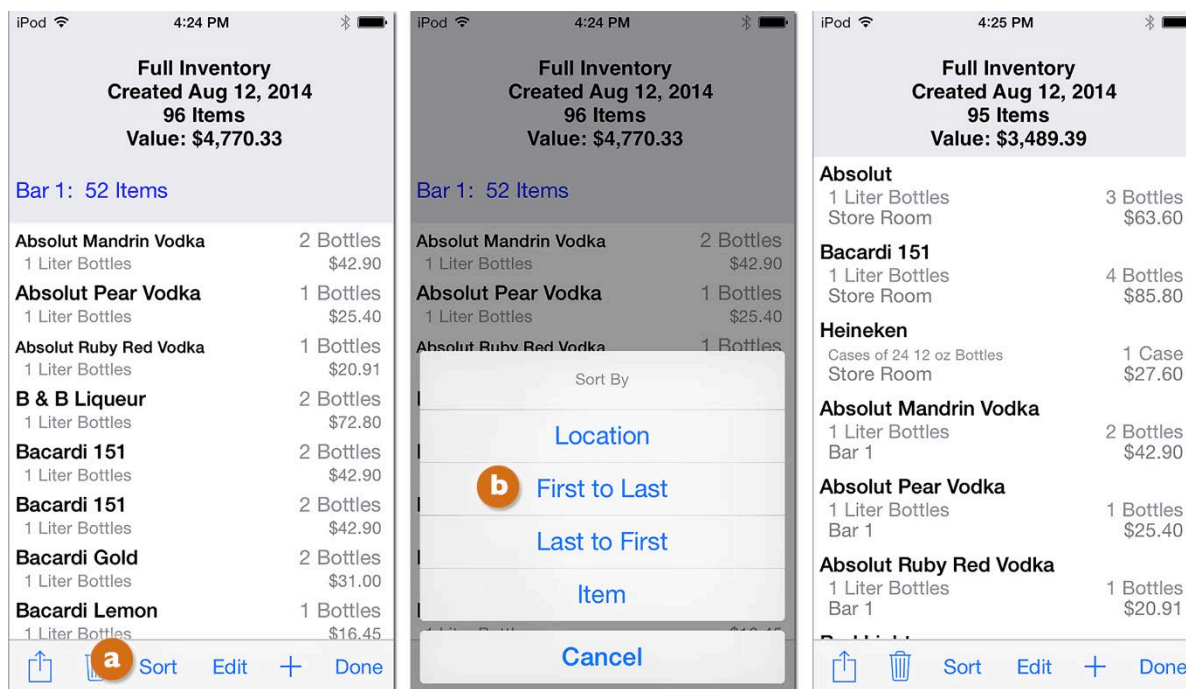 iPod 4:24 PM
Full Inventory
Created Aug 12, 2014
96 Items
Value: $4,770.33
Bar 1: 52 Items
Absolut Mandrin Vodka 2 Bottles
1 Liter Bottles $42.90
Absolut Pear Vodka 1 Bottles
1 Liter Bottles $25.40
Absolut Ruby Red Vodka 1 Bottles
1 Liter Bottles $20.91
B & B Liqueur 2 Bottles
1 Liter Bottles $72.80
Bacardi 151 2 Bottles
1 Liter Bottles $42.90
Bacardi 151 2 Bottles
1 Liter Bottles $42.90
Bacardi Gold 2 Bottles
1 Liter Bottles $31.00
Bacardi Lemon 1 Bottles
1 Liter Bottles $16.45
a Sort Edit + Done
iPod 4:24 PM
Full Inventory
Created Aug 12, 2014
96 Items
Value: $4,770.33
Bar 1: 52 Items
Absolut Mandrin Vodka 2 Bottles
1 Liter Bottles $42.90
Absolut Pear Vodka 1 Bottles
1 Liter Bottles $25.40
Absolut Ruby Red Vodka 1 Bottles
Sort By
Location
b First to Last
Last to First
Item
Cancel
iPod 4:25 PM
Full Inventory
Created Aug 12, 2014
95 Items
Value: $3,489.39
Absolut
1 Liter Bottles 3 Bottles
Store Room $63.60
Bacardi 151
1 Liter Bottles 4 Bottles
Store Room $85.80
Heineken
Cases of 24 12 oz Bottles 1 Case
Store Room $27.60
Absolut Mandrin Vodka
1 Liter Bottles 2 Bottles
Bar 1 $42.90
Absolut Pear Vodka
1 Liter Bottles 1 Bottles
Bar 1 $25.40
Absolut Ruby Red Vodka
1 Liter Bottles 1 Bottles
Bar 1 $20.91
Sort Edit + Done